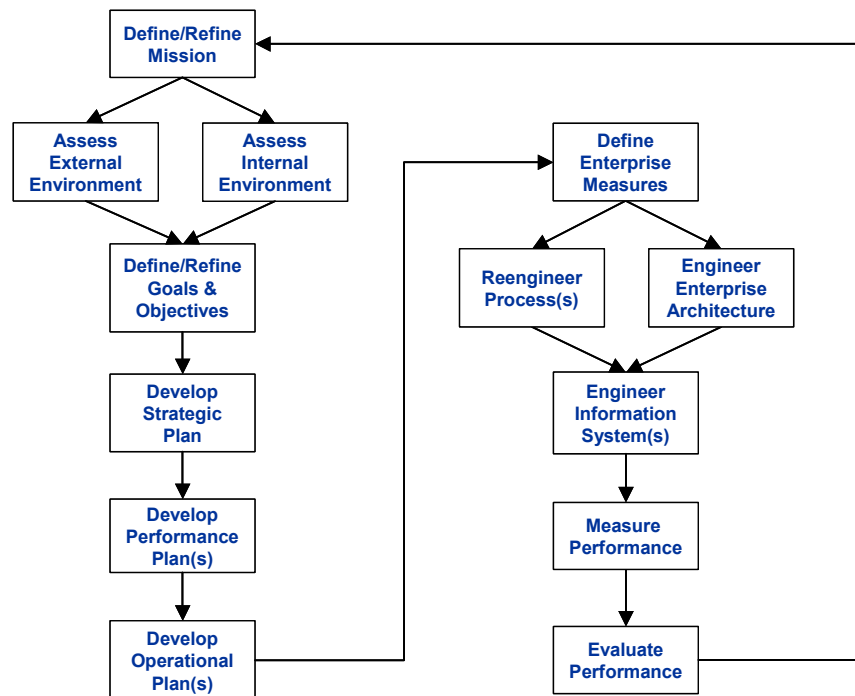 Define/Refine
Mission
Assess
External
Environment
Assess
Internal
Environment
Define/Refine
Goals &
Objectives
Develop
Strategic
Plan
Develop
Performance
Plan(s)
Develop
Operational
Plan(s)
Define
Enterprise
Measures
Reengineer
Process(s)
Engineer
Enterprise
Architecture
Engineer
Information
System(s)
Measure
Performance
Evaluate
Performance